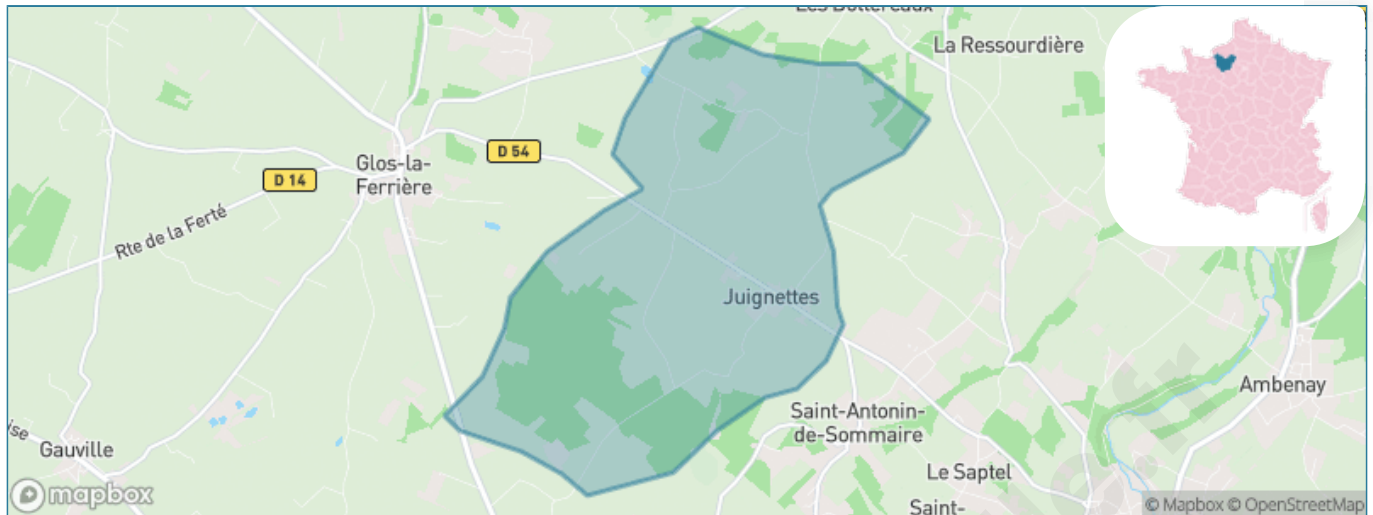 Les Bottereaux
La Ressourdière
D 54
Glos-la-
Ferrière
D 14
Rte de la Ferté
Juignettes
Ambenay
Saint-Antonin-
de-Sommaire
Gauville
Le Saptel
Saint-
mapbox
© Mapbox © OpenStreetMap